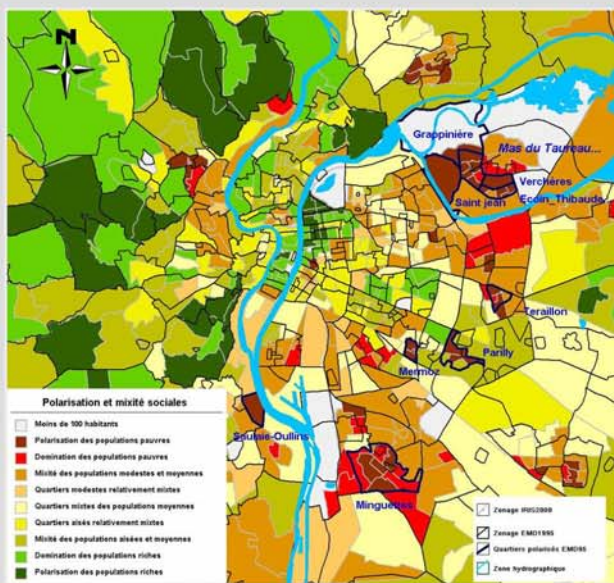 N
Grappinière
Mas du Taureau...
Verchères
Saint jean
Ecoin_Thibaude
Teraillon
Parilly
Mermoz
Saulaie-Oullins
Minguettes
Polarisation et mixité sociales
Moins de 100 habitants
Polarisation des populations pauvres
Domination des populations pauvres
Mixité des populations modestes et moyennes
Quartiers modestes relativement mixtes
Quartiers mixtes des populations moyennes
Quartiers aisés relativement mixtes
Mixité des populations aisées et moyennes
Domination des populations riches
Polarisation des populations riches
Zonage IRIS2000
Zonage EMD1995
Quartiers polarisés EMD95
Zone hydrographique